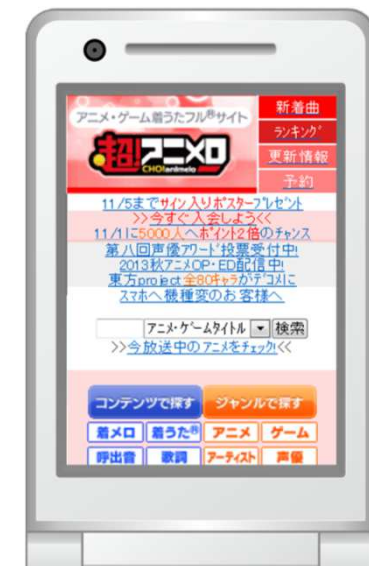 アニメ・ゲーム着うたフル®サイト
超!アニメロ
CHO!animelo
新着曲
ランキング
更新情報
予約
11/5までサイン入りポスタープレゼント
>>今すぐ入会しよう<<
11/1に5000人へポイント2倍のチャンス
第八回声優アワード投票受付中!
2013秋アニメOP・ED配信中!
東方project全80キャラがデコメに
スマホへ機種変のお客様へ
アニメ・ゲームタイトル 検索
>>今放送中のアニメをチェック!<<
コンテンツで探す ジャンルで探す
着メロ 着うた® アニメ ゲーム
呼出音 歌詞 アーティスト 声優